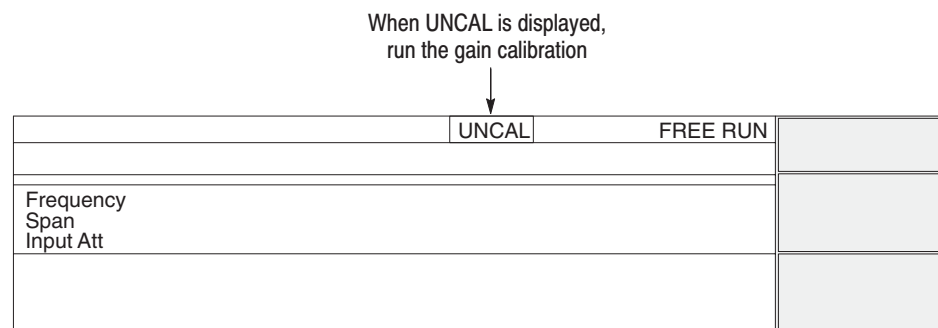 When UNCAL is displayed,
run the gain calibration
UNCAL FREE RUN
Frequency
Span
Input Att